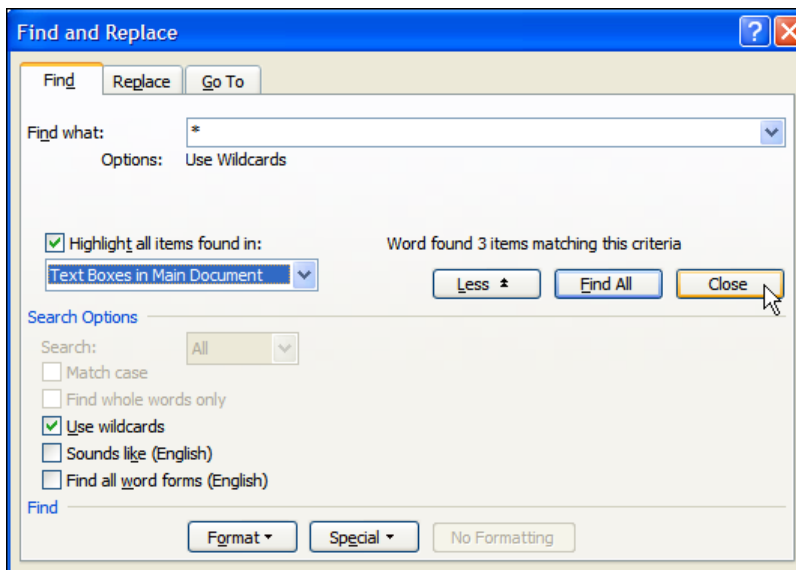 Find and Replace
Find Replace Go To
Find what: *
Options: Use Wildcards
Highlight all items found in: Word found 3 items matching this criteria
Text Boxes in Main Document Less Find All Close
Search Options
Search: All
Match case
Find whole words only
Use wildcards
Sounds like (English)
Find all word forms (English)
Find
Format Special No Formatting